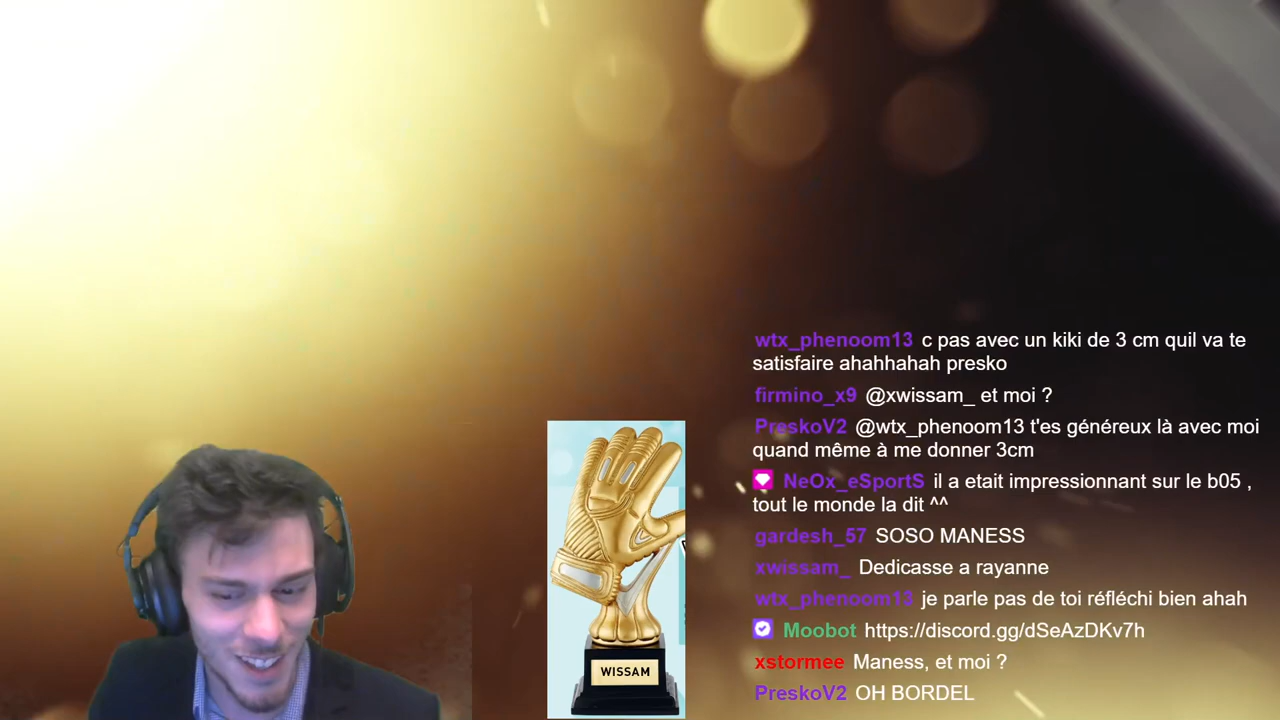 wtx_phenoom13 c pas avec un kiki de 3 cm quil va te
satisfaire ahahhahah presko
firmino_x9 @xwissam_ et moi ?
PreskoV2 @wtx_phenoom13 t'es généreux là avec moi
quand même à me donner 3cm
NeOx_eSportS il a etait impressionnant sur le b05 ,
tout le monde la dit ^^
gardesh_57 SOSO MANESS
xwissam_ Dedicasse a rayanne
wtx_phenoom13 je parle pas de toi réfléchi bien ahah
Moobot https://discord.gg/dSeAzDKv7h
xstormee Maness, et moi ?
PreskoV2 OH BORDEL
WISSAM